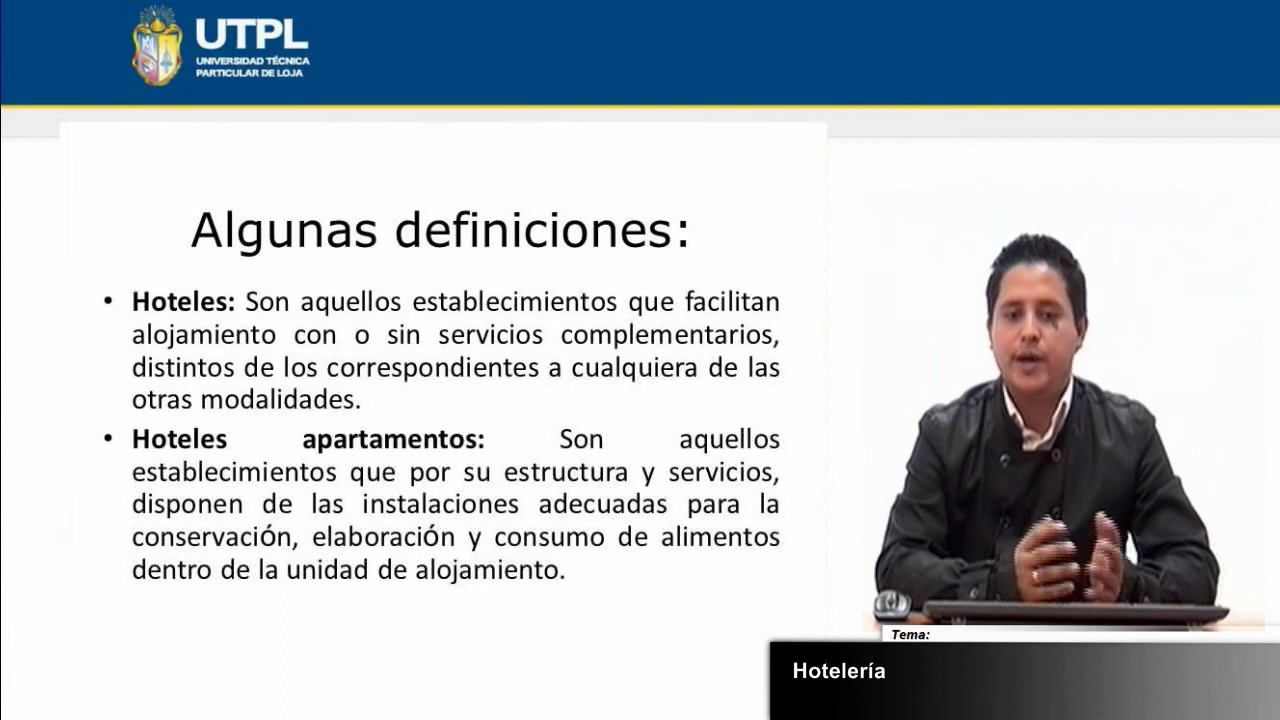 UTPL
UNIVERSIDAD TÉCNICA
PARTICULAR DE LOJA
Algunas definiciones:
• Hoteles: Son aquellos establecimientos que facilitan
alojamiento con o sin servicios complementarios,
distintos de los correspondientes a cualquiera de las
otras modalidades.
• Hoteles apartamentos: Son aquellos
establecimientos que por su estructura y servicios,
disponen de las instalaciones adecuadas para la
conservación, elaboración y consumo de alimentos
dentro de la unidad de alojamiento.
Tema:
Hotelería